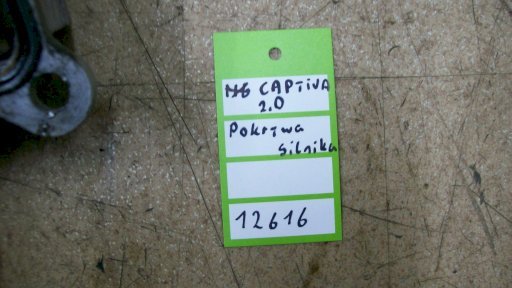 CAPTIVA
2.0
Pokrywa
silnika
12616